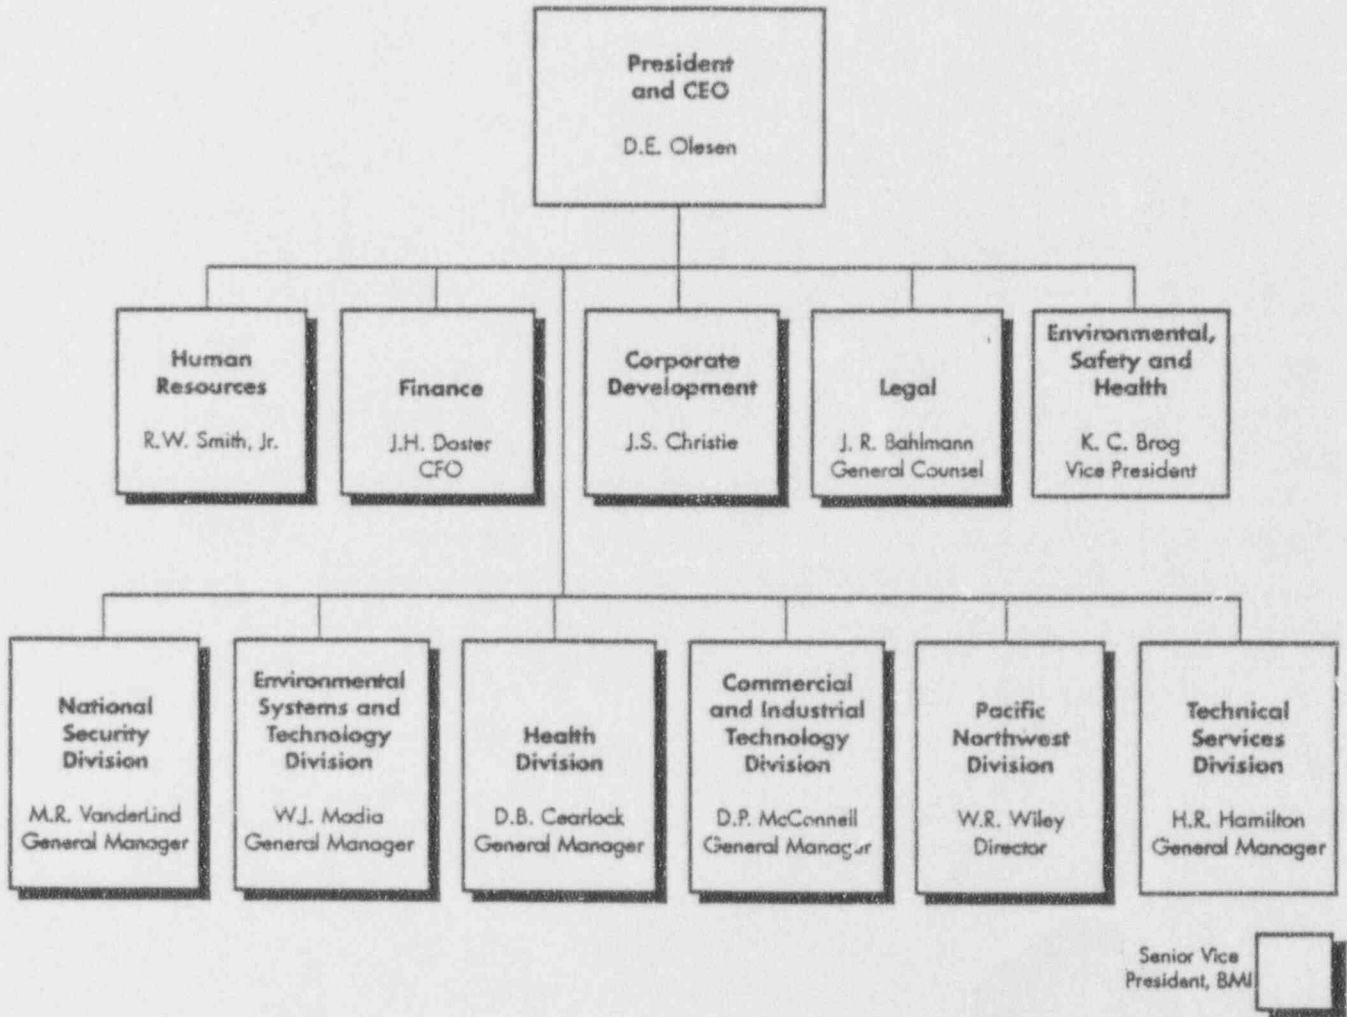 President
and CEO
D.E. Olesen
Human
Resources
R.W. Smith, Jr.
Finance
J.H. Doster
CFO
Corporate
Development
J.S. Christie
Legal
J. R. Bahlmann
General Counsel
Environmental,
Safety and
Health
K. C. Brog
Vice President
National
Security
Division
M.R. VanderLind
General Manager
Environmental
Systems and
Technology
Division
W.J. Madia
General Manager
Health
Division
D.B. Cearlock
General Manager
Commercial
and Industrial
Technology
Division
D.P. McConnell
General Manager
Pacific
Northwest
Division
W.R. Wiley
Director
Technical
Services
Division
H.R. Hamilton
General Manager
Senior Vice
President, BMI